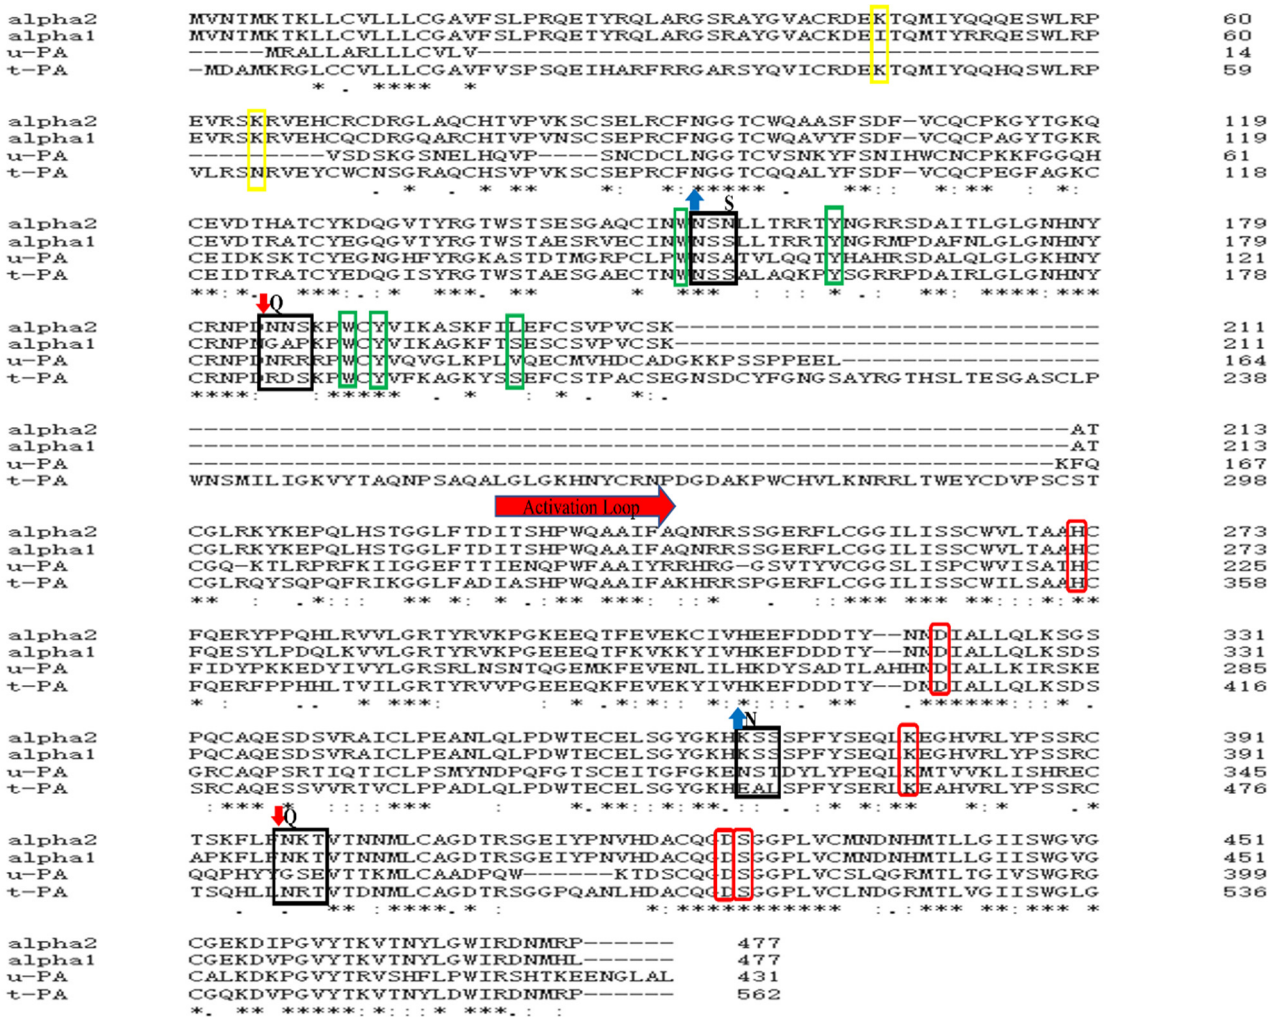 alpha2 MVNTMKTKLLCVLLLCGAVFSLPRQETYRQLARGSRAYGVACRDEKTQMIYQQQESWLRP 60
alpha1 MVNTMKTKLLCVLLLCGAVFSLPRQETYRQLARGSRAYGVACKDEITQMTYRRQESWLRP 60
u-PA -----MRALLARLLLCVLV----------------------------------------- 14
t-PA -MDAMKRGLCCVLLLCGAVFVSPSQEIHARFRRGARSYQVICRDEKTQMIYQQHQSWLRP 59
* . **** *
alpha2 EVRSKRVEHCRCDRGLAQCHTVPVKSCSELRCFNGGTCWQAASFSDF-VCQCPKGYTGKQ 119
alpha1 EVRSKRVEHCQCDRGQARCHTVPVNSCSEPRCFNGGTCWQAVYFSDF-VCQCPAGYTGKR 119
u-PA ---------VSDSKGSNELHQVP----SNCDCLNGGTCVSNKYFSNIHWCNCPKKFGGQH 61
t-PA VLRSNRVEYCWCNSGRAQCHSVPVKSCSEPRCFNGGTCQQALYFSDF-VCQCPEGFAGKC 118
. * . * ** *: *:***** **:: *:** : *:
S
alpha2 CEVDTHATCYKDQGVTYRGTWSTSESGAQCINWNSNLLTRRTYNGRRSDAITLGLGNHNY 179
alpha1 CEVDTRATCYEGQGVTYRGTWSTAESRVECINWNSSLLTRRTYNGRMPDAFNLGLGNHNY 179
u-PA CEIDKSKTCYEGNGHFYRGKASTDTMGRPCLPWNSATVLQQTYHAHRSDALQLGLGKHNY 121
t-PA CEIDTRATCYEDQGISYRGTWSTAESGAECTNWNSSALAQKPYSGRRPDAIRLGLGNHNY 178
**:*. ***:.:* ***. ** * *** : :: * .: .**: ****:***
Q
alpha2 CRNPDNNSKPWCYVIKASKFILEFCSVPVCSK---------------------------- 211
alpha1 CRNPNGAPKPWCYVIKAGKFTSESCSVPVCSK---------------------------- 211
u-PA CRNPDNRRRPWCYVQVGLKPLVQECMVHDCADGKKPSSPPEEL----------------- 164
t-PA CRNPDRDSKPWCYVFKAGKYSSEFCSTPACSEGNSDCYFGNGSAYRGTHSLTESGASCLP 238
****: :***** . * : * . *:.
alpha2 ----------------------------------------------------------AT 213
alpha1 ----------------------------------------------------------AT 213
u-PA ---------------------------------------------------------KFQ 167
t-PA WNSMILIGKVYTAQNPSAQALGLGKHNYCRNPDGDAKPWCHVLKNRRLTWEYCDVPSCST 298
Activation Loop
alpha2 CGLRKYKEPQLHSTGGLFTDITSHPWQAAIFAQNRRSSGERFLCGGILISSCWVLTAAHC 273
alpha1 CGLRKYKEPQLHSTGGLFTDITSHPWQAAIFAQNRRSSGERFLCGGILISSCWVLTAAHC 273
u-PA CGQ-KTLRPRFKIIGGEFTTIENQPWFAAIYRRHRG-GSVTYVCGGSLISPCWVISATHC 225
t-PA CGLRQYSQPQFRIKGGLFADIASHPWQAAIFAKHRRSPGERFLCGGILISSCWILSAAHC 358
** : .*::: ** *: * .:** ***: ::* . ::*** *** **:::*:**
alpha2 FQERYPPQHLRVVLGRTYRVKPGKEEQTFEVEKCIVHEEFDDDTY--NNDIALLQLKSGS 331
alpha1 FQESYLPDQLKVVLGRTYRVKPGEEEQTFKVKKYIVHKEFDDDTY--NNDIALLQLKSDS 331
u-PA FIDYPKKEDYIVYLGRSRLNSNTQGEMKFEVENLILHKDYSADTLAHHNDIALLKIRSKE 285
t-PA FQERFPPHHLTVILGRTYRVVPGEEEQKFEVEKYIVHKEFDDDTY--DNDIALLQLKSDS 416
* : . * ***: : * .*:*:: *:*:::. ** .******:::* .
N
alpha2 PQCAQESDSVRAICLPEANLQLPDWTECELSGYGKHKSSSPFYSEQLKEGHVRLYPSSRC 391
alpha1 PQCAQESDSVRAICLPEANLQLPDWTECELSGYGKHKSSSPFYSEQLKEGHVRLYPSSRC 391
u-PA GRCAQPSRTIQTICLPSMYNDPQFGTSCEITGFGKENSTDYLYPEQLKMTVVKLISHREC 345
t-PA SRCAQESSVVRTVCLPPADLQLPDWTECELSGYGKHEALSPFYSERLKEAHVRLYPSSRC 476
:*** * ::::*** : *.**::*:**.:: . :*.*:** *:* . .*
Q
alpha2 TSKFLFNKTVTNNMLCAGDTRSGEIYPNVHDACQGDSGGPLVCMNDNHMTLLGIISWGVG 451
alpha1 APKFLFNKTVTNNMLCAGDTRSGEIYPNVHDACQGDSGGPLVCMNDNHMTLLGIISWGVG 451
u-PA QQPHYYGSEVTTKMLCAADPQW------KTDSCQGDSGGPLVCSLQGRMTLTGIVSWGRG 399
t-PA TSQHLLNRTVTDNMLCAGDTRSGGPQANLHDACQGDSGGPLVCLNDGRMTLVGIISWGLG 536
. . ** :****.* : *:*********** :.:*** **:*** *
alpha2 CGEKDIPGVYTKVTNYLGWIRDNMRP------ 477
alpha1 CGEKDVPGVYTKVTNYLGWIRDNMHL------ 477
u-PA CALKDKPGVYTRVSHFLPWIRSHTKEENGLAL 431
t-PA CGQKDVPGVYTKVTNYLDWIRDNMRP------ 562
*. ** *****:*:::* ***.: :